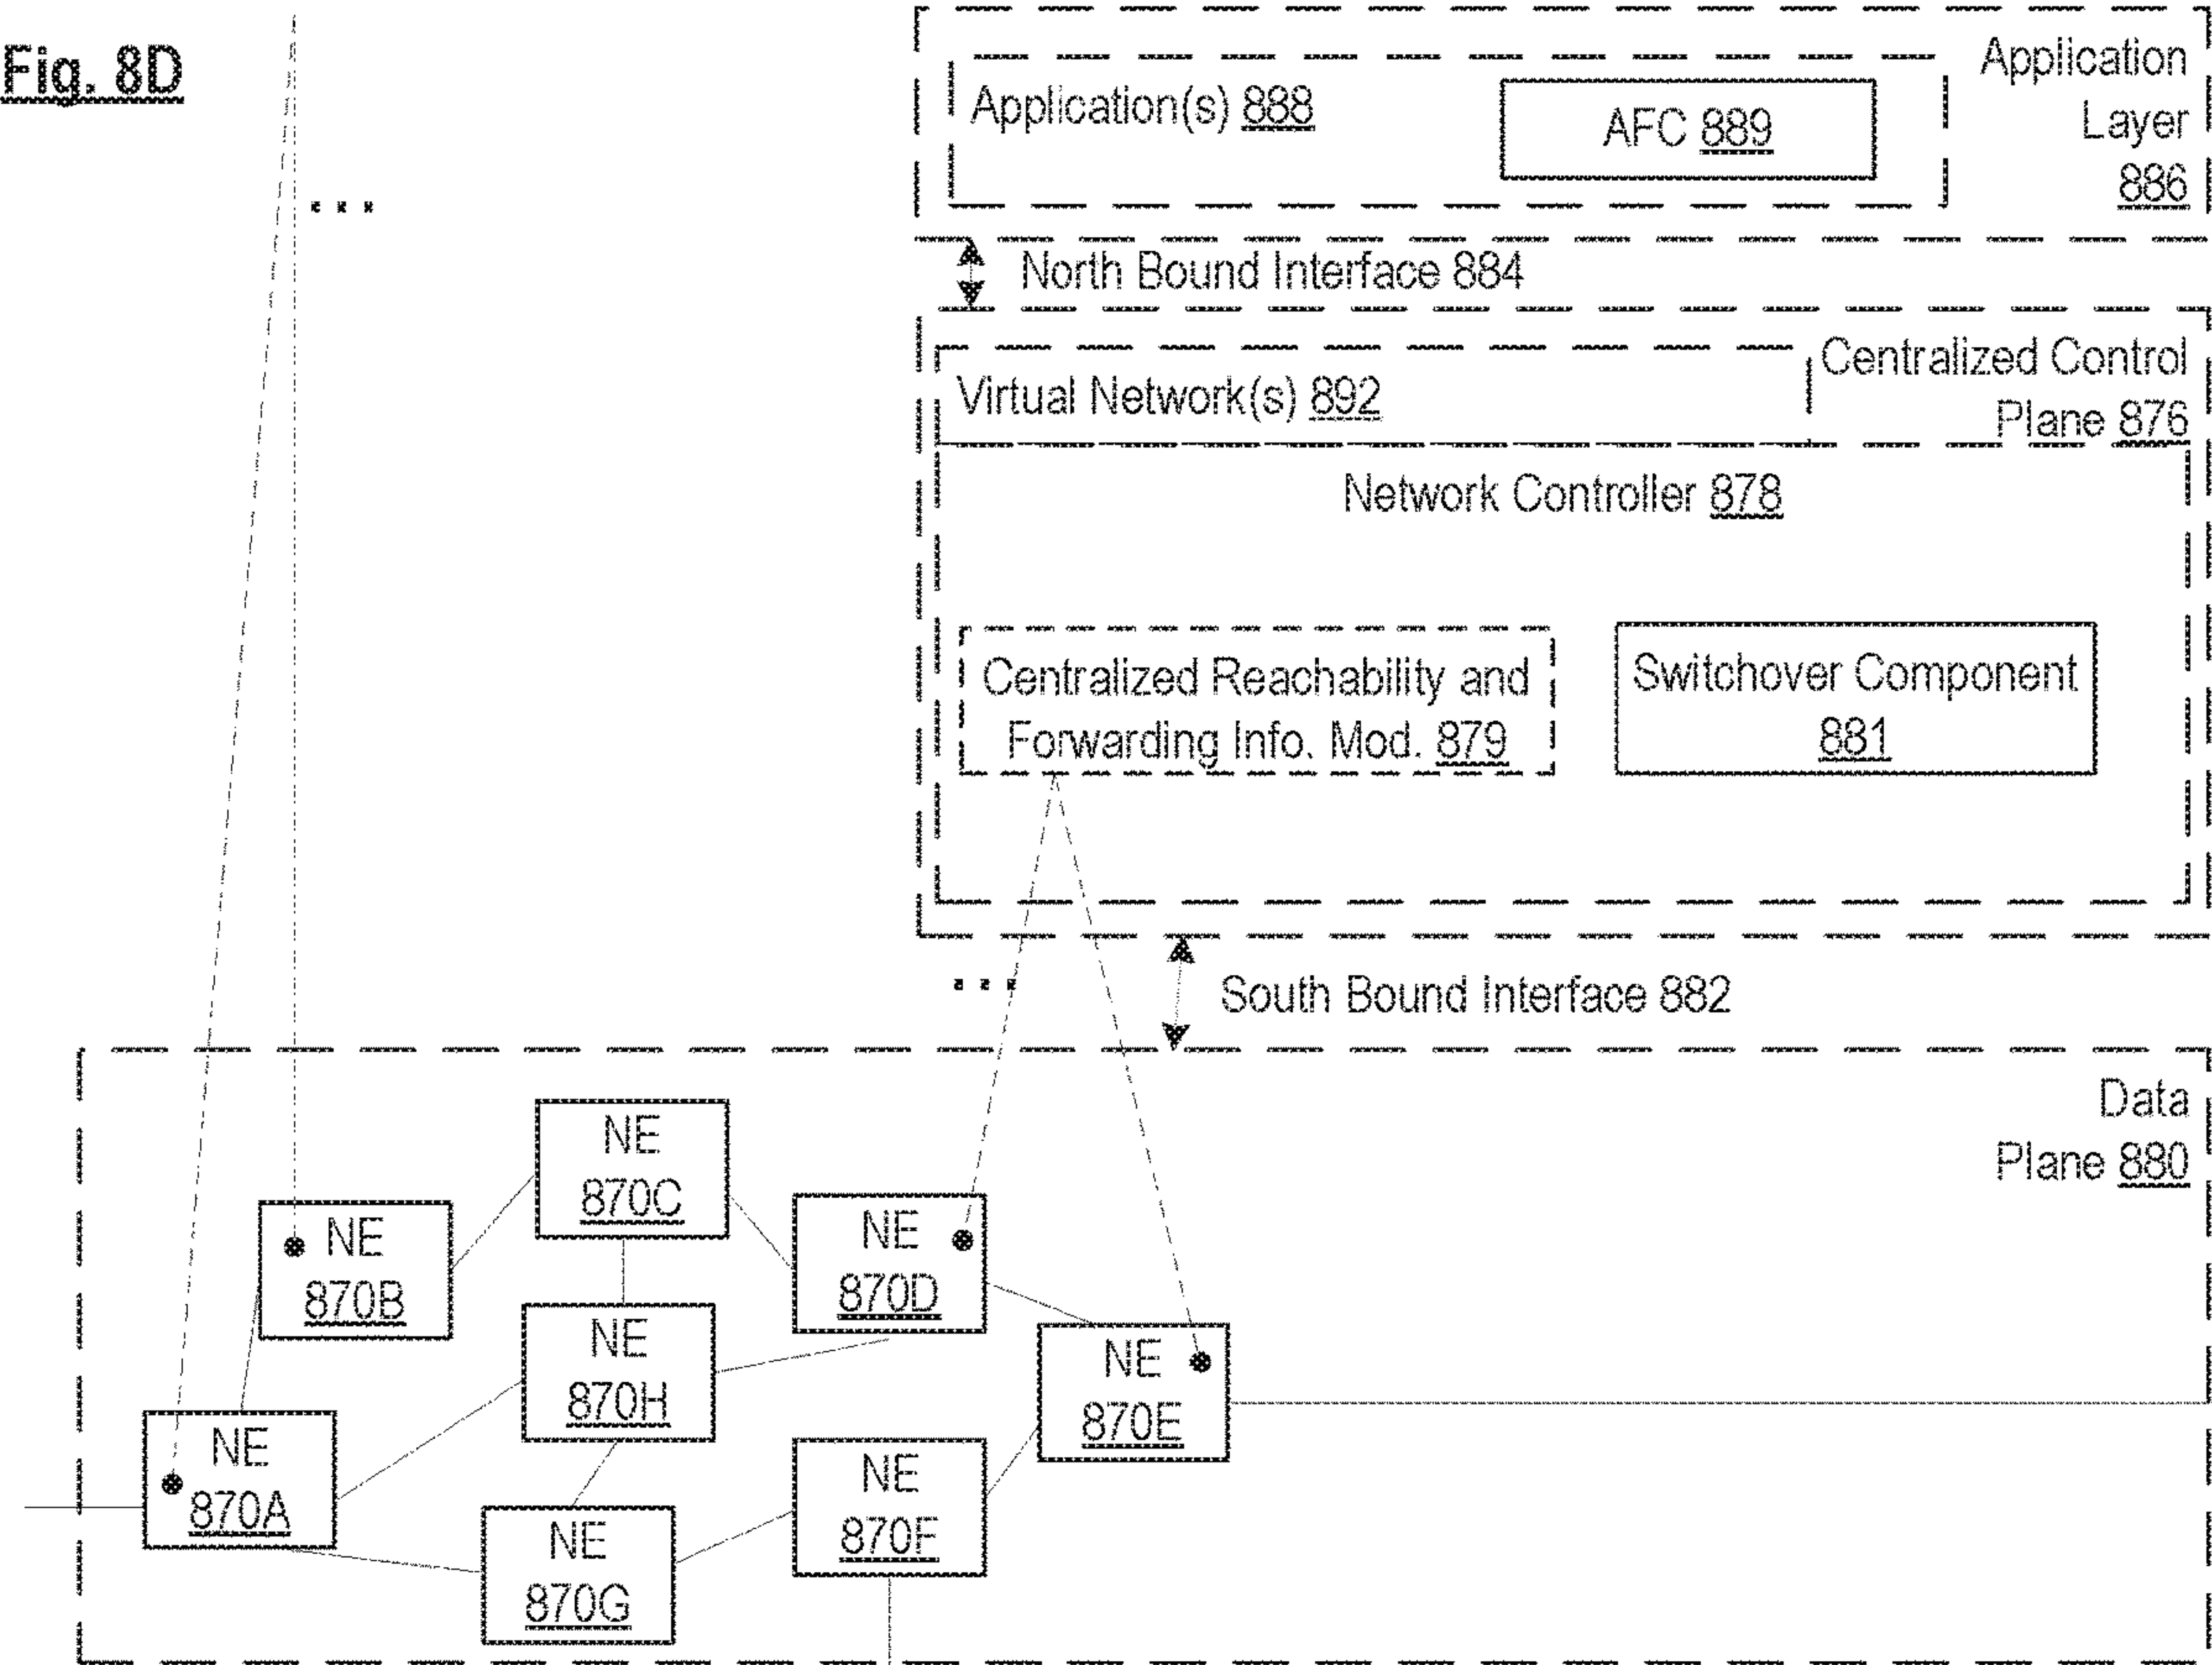 Fig. 8D
Application
Layer
886
Application(s) 888
AFC 889
North Bound Interface 884
Centralized Control
Plane 876
Virtual Network(s) 892
Network Controller 878
Centralized Reachability and
Forwarding Info. Mod. 879
Switchover Component
881
South Bound Interface 882
Data
Plane 880
NE
870C
NE
870B
NE
870D
NE
870H
NE
870E
NE
870A
NE
870F
NE
870G